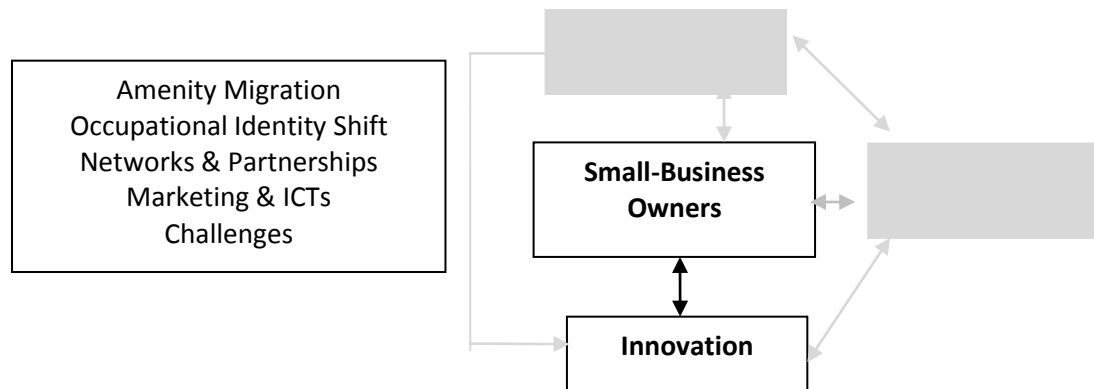 Amenity Migration
Occupational Identity Shift
Networks & Partnerships
Marketing & ICTs
Challenges
Small-Business
Owners
Innovation